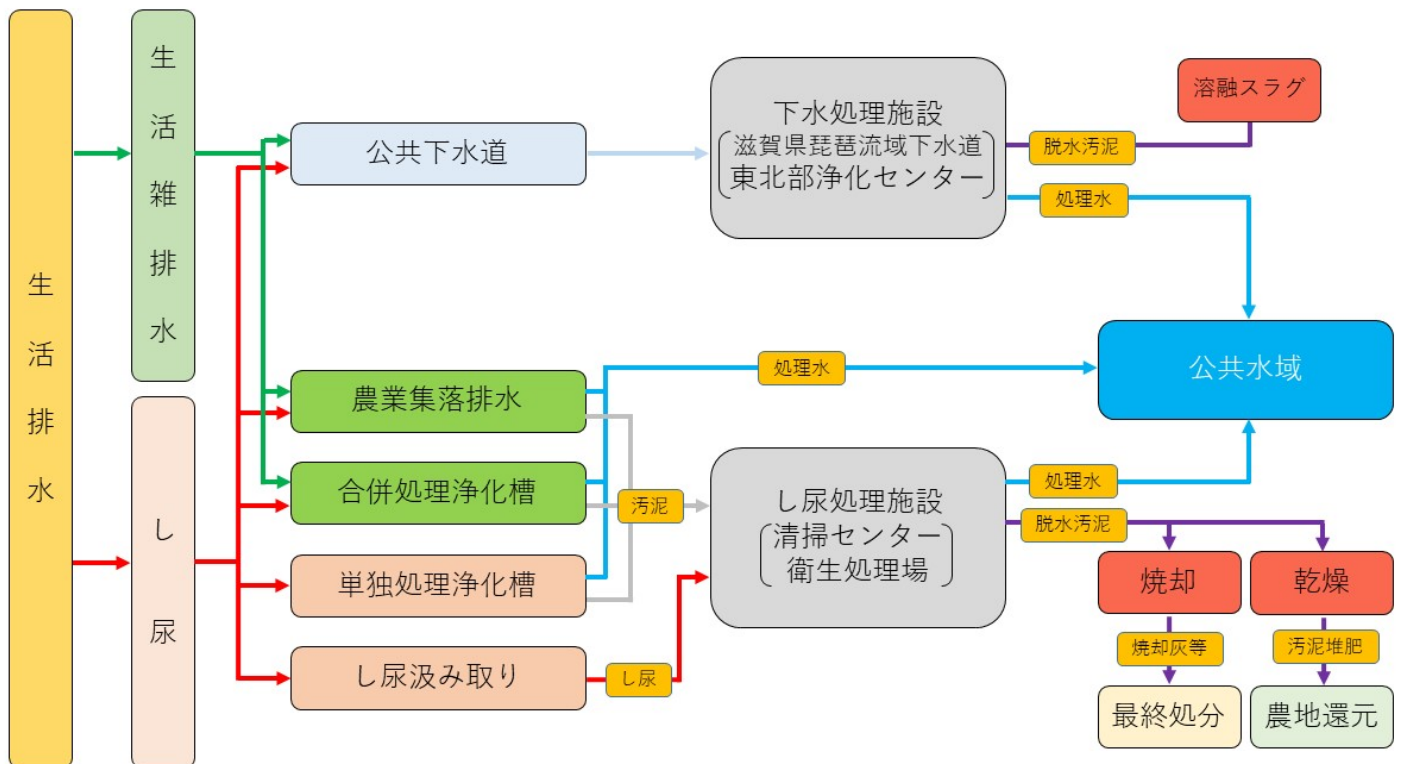 生活排水
生活雑排水
し尿
公共下水道
農業集落排水
合併処理浄化槽
単独処理浄化槽
し尿汲み取り
汚泥
し尿
下水処理施設
滋賀県琵琶流域下水道
東北部浄化センター
し尿処理施設
清掃センター
衛生処理場
脱水汚泥
溶融スラグ
処理水
処理水
公共水域
処理水
脱水汚泥
焼却
乾燥
焼却灰等
汚泥堆肥
最終処分
農地還元